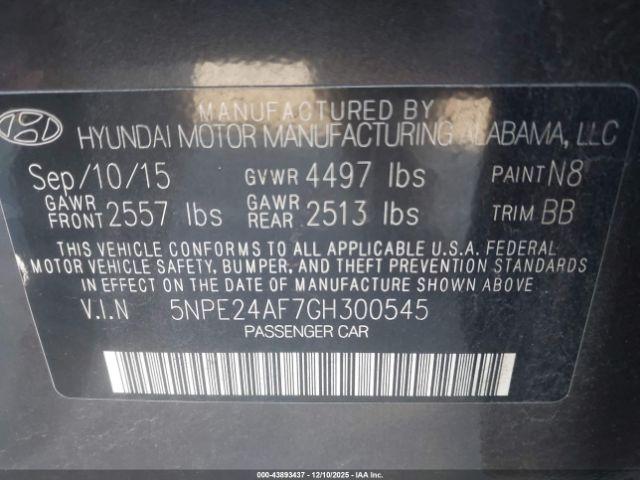 MANUFACTURED BY
HYUNDAI MOTOR MANUFACTURING ALABAMA, LLC
Sep/10/15 GVWR 4497 lbs PAINT N8
GAWR FRONT 2557 lbs GAWR REAR 2513 lbs TRIM BB
THIS VEHICLE CONFORMS TO ALL APPLICABLE U.S.A. FEDERAL
MOTOR VEHICLE SAFETY, BUMPER, AND THEFT PREVENTION STANDARDS
IN EFFECT ON THE DATE OF MANUFACTURE SHOWN ABOVE
V.I.N 5NPE24AF7GH300545
PASSENGER CAR
000-43893437 - 12/10/2025 - IAAI.com